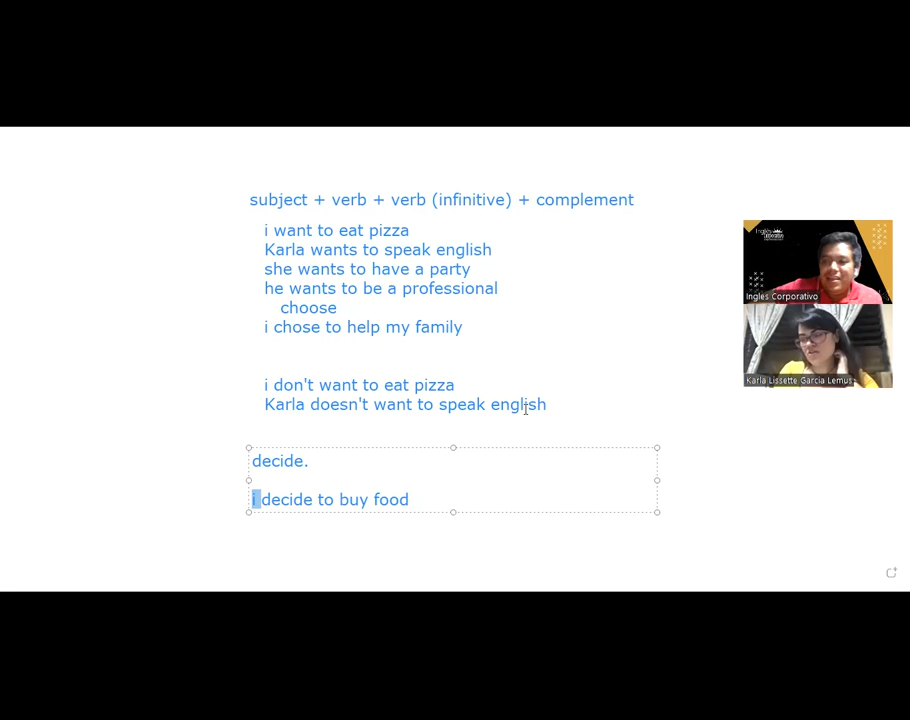 subject + verb + verb (infinitive) + complement
i want to eat pizza
Karla wants to speak english
she wants to have a party
he wants to be a professional
choose
i chose to help my family
i don't want to eat pizza
Karla doesn't want to speak english
decide.
i decide to buy food
Inglés Corporativo
Karla Lissette Garcia Lemus